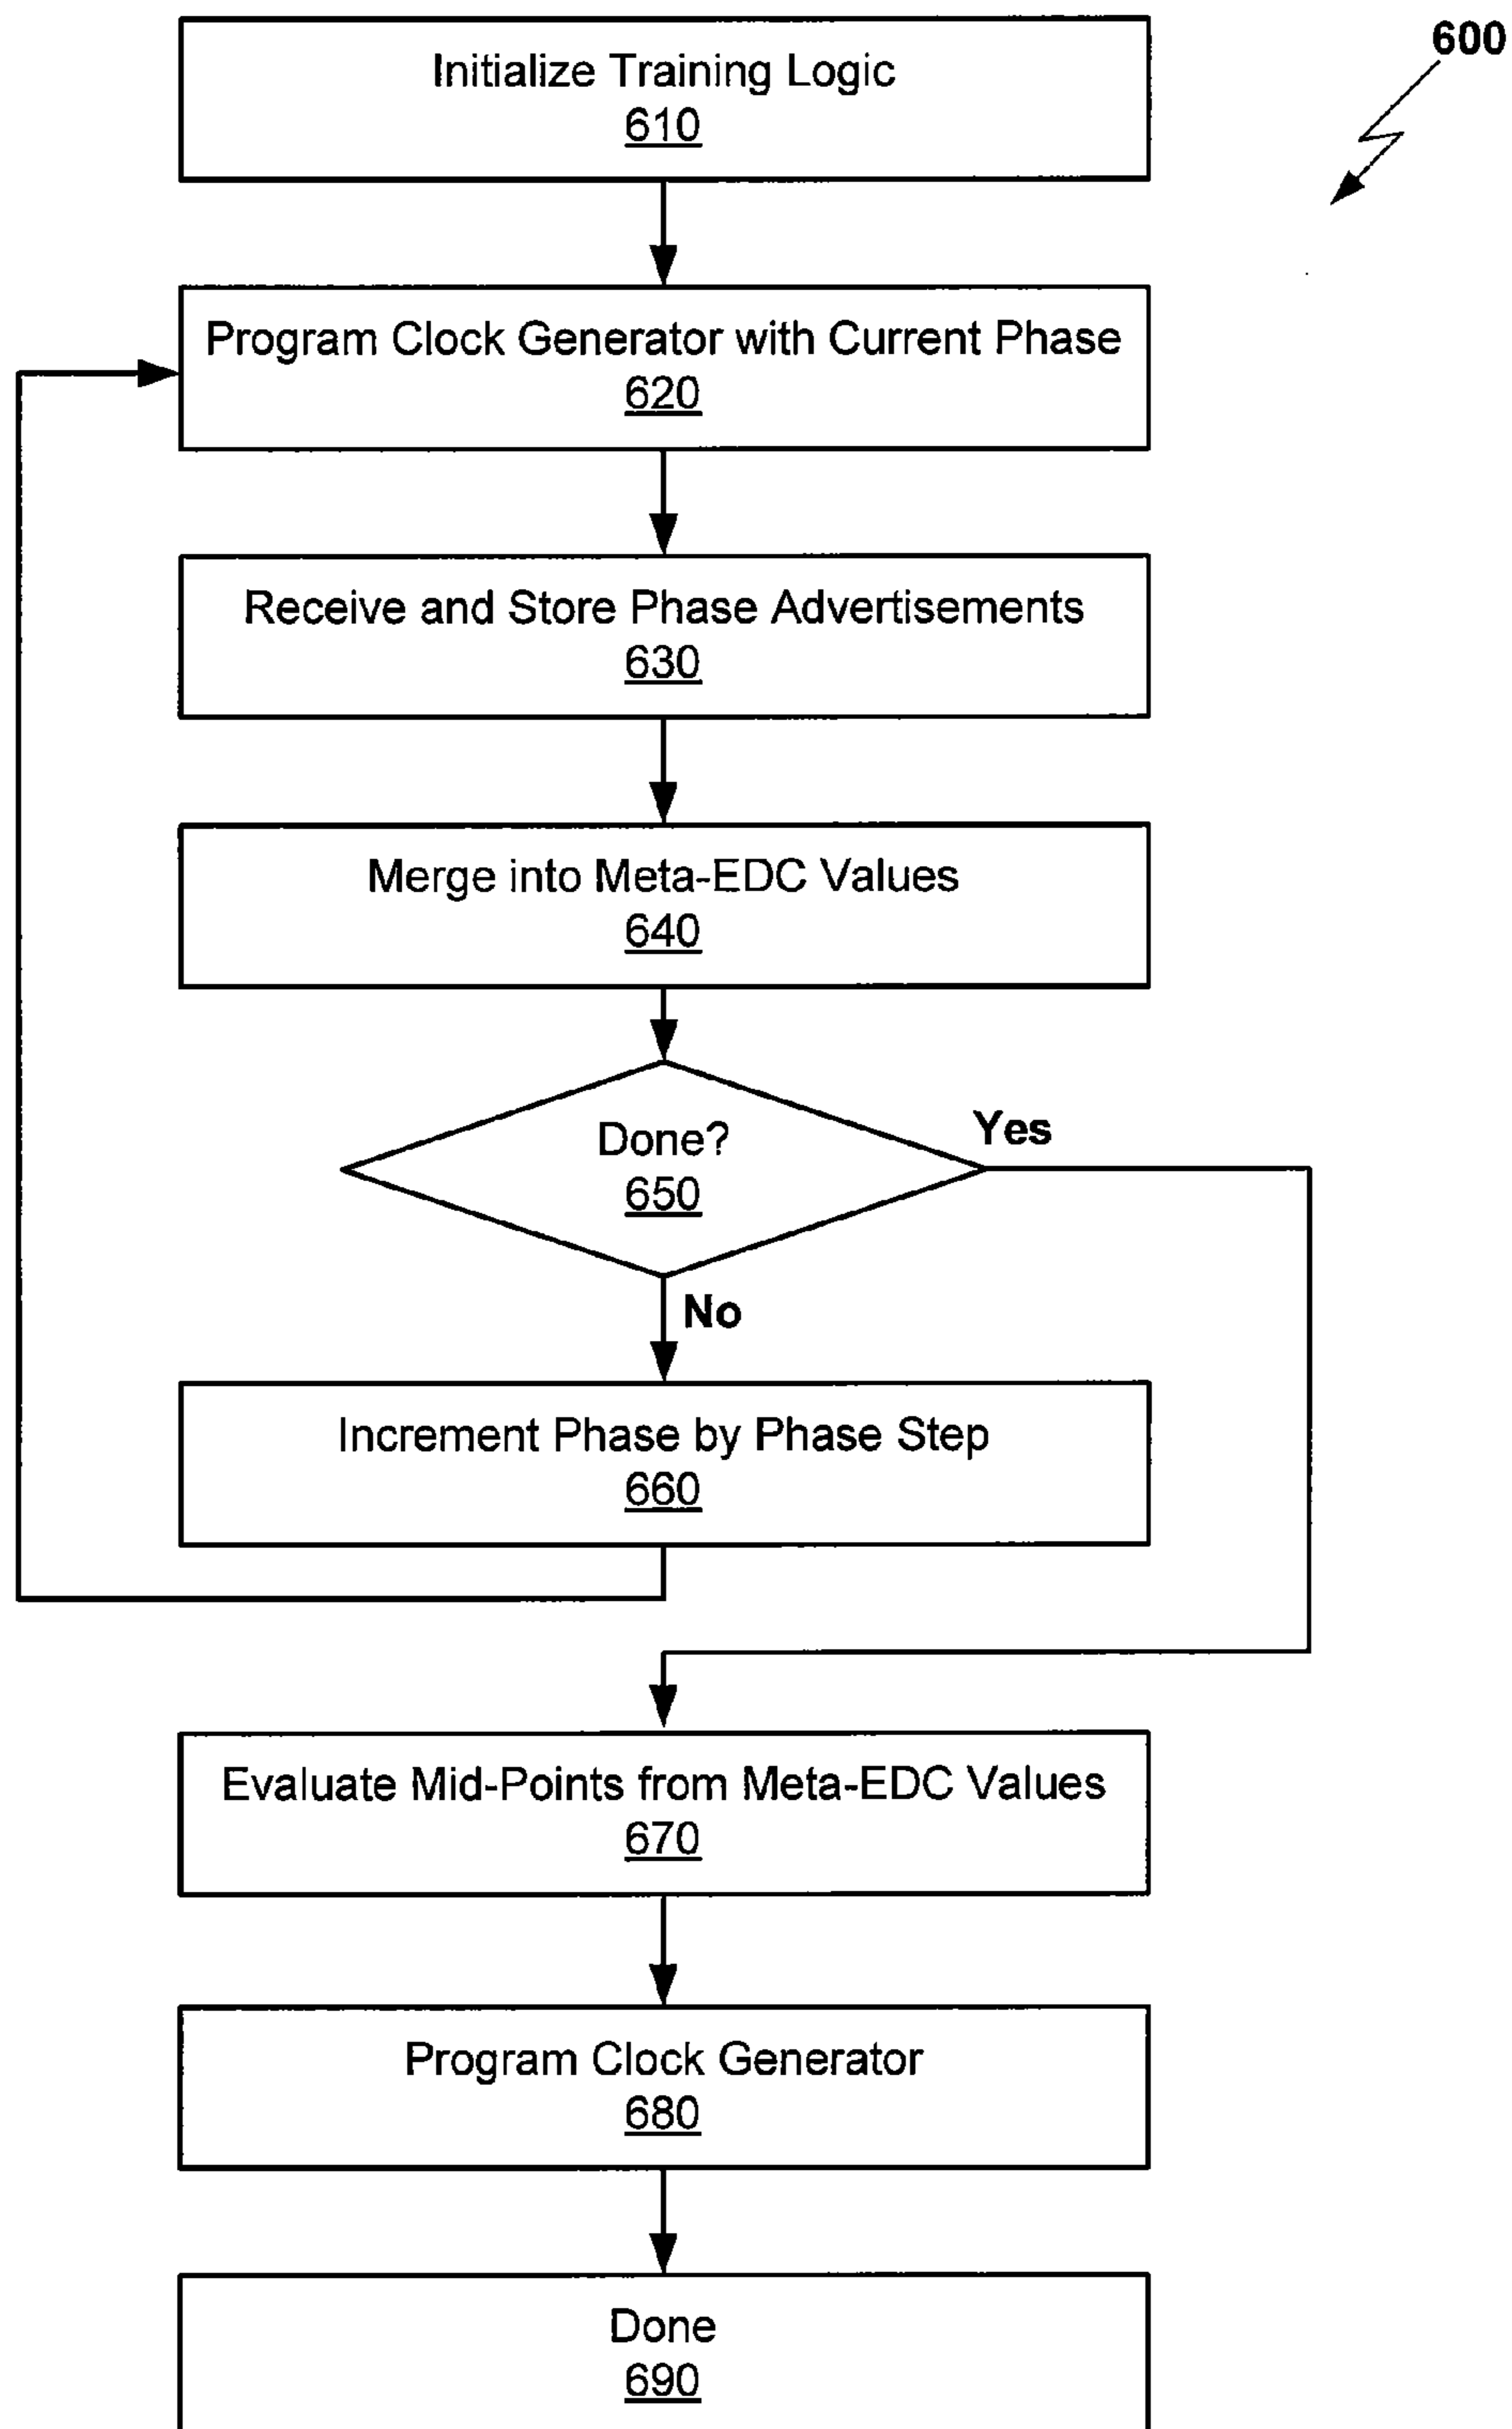 600
Initialize Training Logic
610
Program Clock Generator with Current Phase
620
Receive and Store Phase Advertisements
630
Merge into Meta-EDC Values
640
Done?
650
Yes
No
Increment Phase by Phase Step
660
Evaluate Mid-Points from Meta-EDC Values
670
Program Clock Generator
680
Done
690